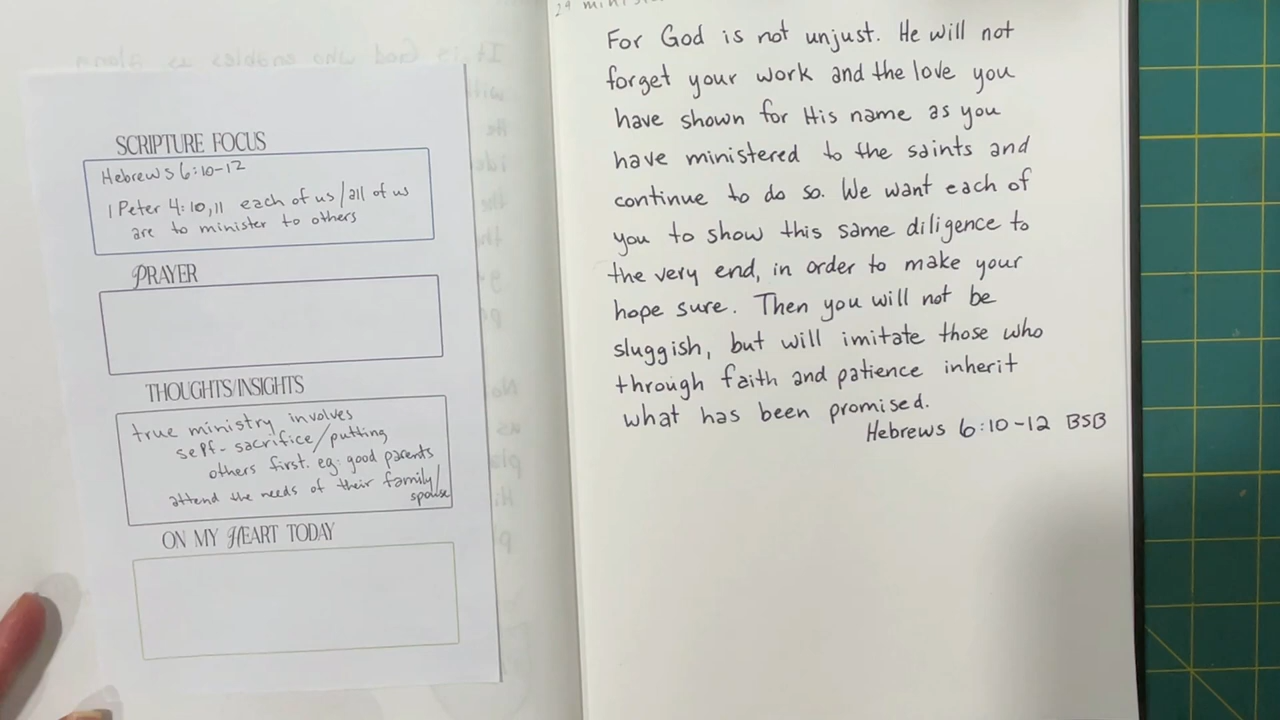 SCRIPTURE FOCUS
Hebrews 6:10-12
1 Peter 4:10,11 each of us/all of us
are to minister to others
PRAYER
THOUGHTS/INSIGHTS
true ministry involves
self-sacrifice/putting
others first. eg: good parents
attend the needs of their family/
spouse
ON MY HEART TODAY
29
For God is not unjust. He will not
forget your work and the love you
have shown for His name as you
have ministered to the saints and
continue to do so. We want each of
you to show this same diligence to
the very end, in order to make your
hope sure. Then you will not be
sluggish, but will imitate those who
through faith and patience inherit
what has been promised.
Hebrews 6:10-12 BSB